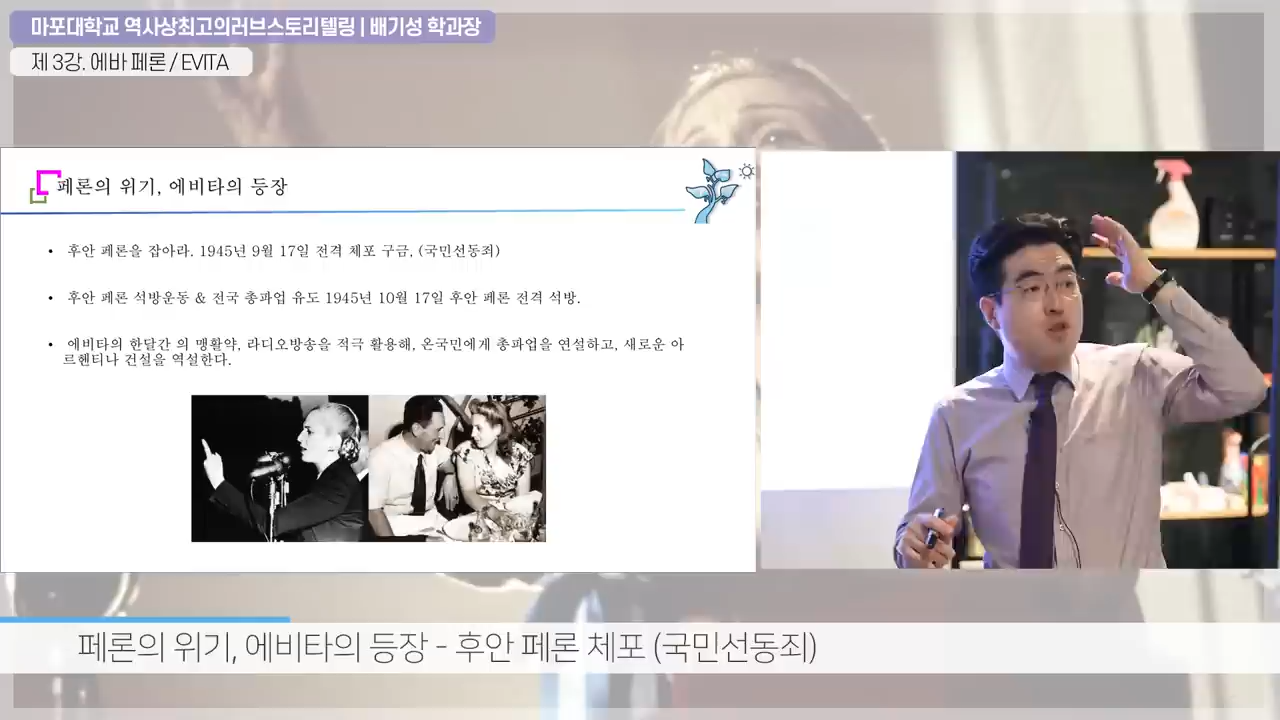 마포대학교 역사상최고의러브스토리텔링 | 배기성 학과장
제 3강. 에바 페론 / EVITA
페론의 위기, 에비타의 등장
• 후안 페론을 잡아라. 1945년 9월 17일 전격 체포 구금, (국민선동죄)
• 후안 페론 석방운동 & 전국 총파업 유도 1945년 10월 17일 후안 페론 전격 석방.
• 에비타의 한달간 의 맹활약, 라디오방송을 적극 활용해, 온국민에게 총파업을 연설하고, 새로운 아
르헨티나 건설을 역설한다.
페론의 위기, 에비타의 등장 - 후안 페론 체포 (국민선동죄)